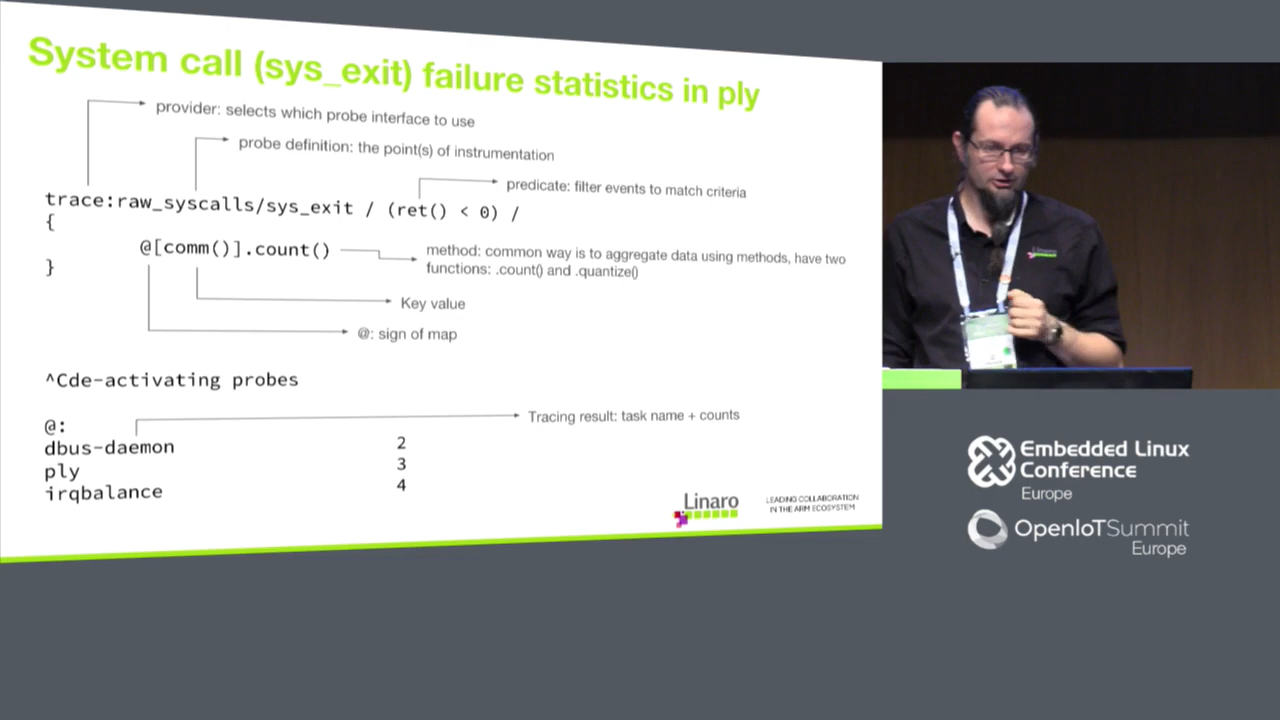 System call (sys_exit) failure statistics in ply
provider: selects which probe interface to use
probe definition: the point(s) of instrumentation
predicate: filter events to match criteria
trace:raw_syscalls/sys_exit / (ret() < 0) /
{
@[comm()].count()
method: common way is to aggregate data using methods, have two
functions: .count() and .quantize()
}
Key value
@: sign of map
^Cde-activating probes
@:
Tracing result: task name + counts
dbus-daemon 2
ply 3
irqbalance 4
Linaro
LEADING COLLABORATION
IN THE ARM ECOSYSTEM
Linaro
Embedded Linux
Conference
Europe
OpenIoTSummit
Europe